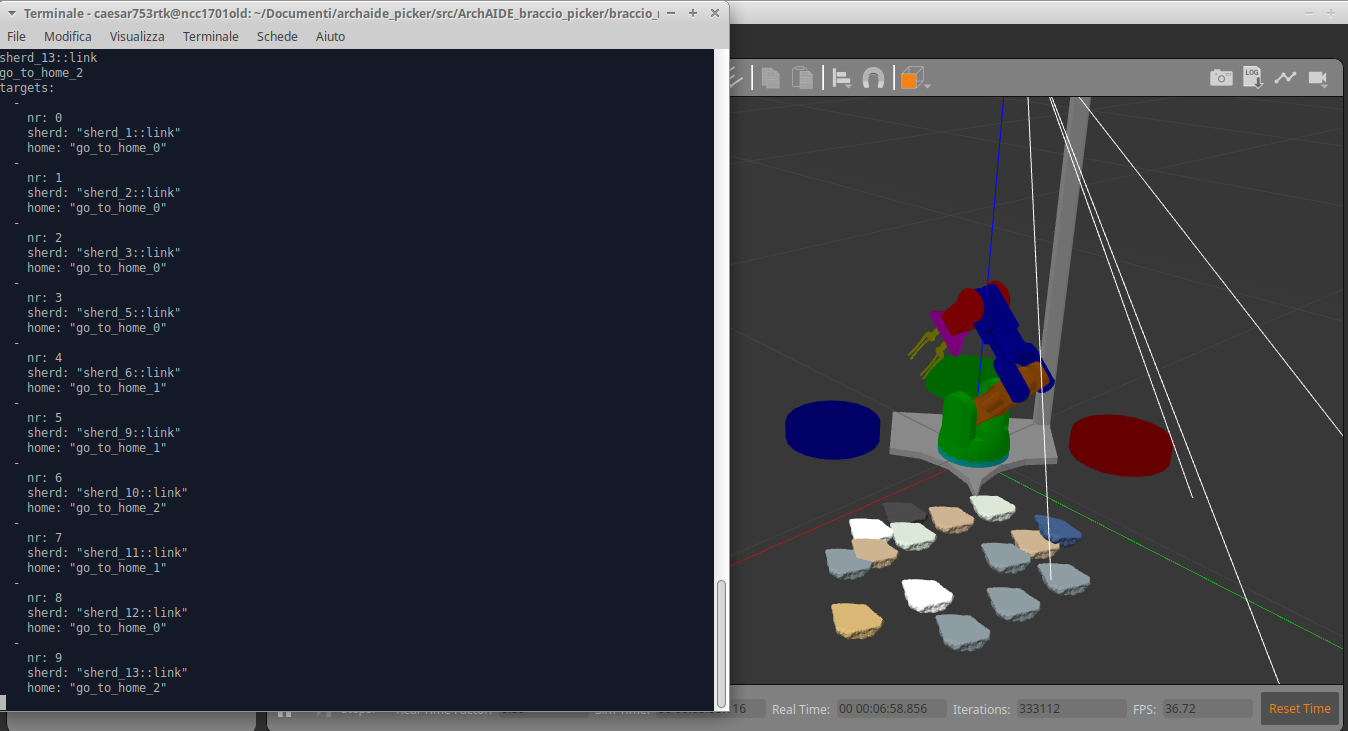 Terminale - caesar753rtk@ncc1701old: ~/Documenti/archaide_picker/src/ArchAIDE_braccio_picker/braccio_
File Modifica Visualizza Terminale Schede Aiuto
sherd_13::link
go_to_home_2
targets:
-
nr: 0
sherd: "sherd_1::link"
home: "go_to_home_0"
-
nr: 1
sherd: "sherd_2::link"
home: "go_to_home_0"
-
nr: 2
sherd: "sherd_3::link"
home: "go_to_home_0"
-
nr: 3
sherd: "sherd_5::link"
home: "go_to_home_0"
-
nr: 4
sherd: "sherd_6::link"
home: "go_to_home_1"
-
nr: 5
sherd: "sherd_9::link"
home: "go_to_home_1"
-
nr: 6
sherd: "sherd_10::link"
home: "go_to_home_2"
-
nr: 7
sherd: "sherd_11::link"
home: "go_to_home_1"
-
nr: 8
sherd: "sherd_12::link"
home: "go_to_home_0"
-
nr: 9
sherd: "sherd_13::link"
home: "go_to_home_2"
LOG
16 Real Time: 00 00:06:58.856 Iterations: 333112 FPS: 36.72 Reset Time